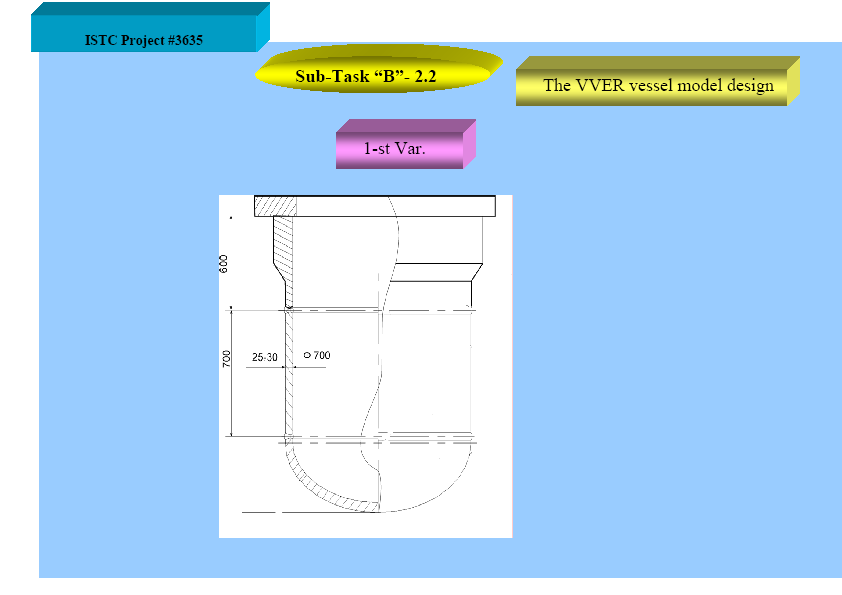 ISTC Project #3635
Sub-Task “B”- 2.2
The VVER vessel model design
1-st Var.
600
700
25-30
700